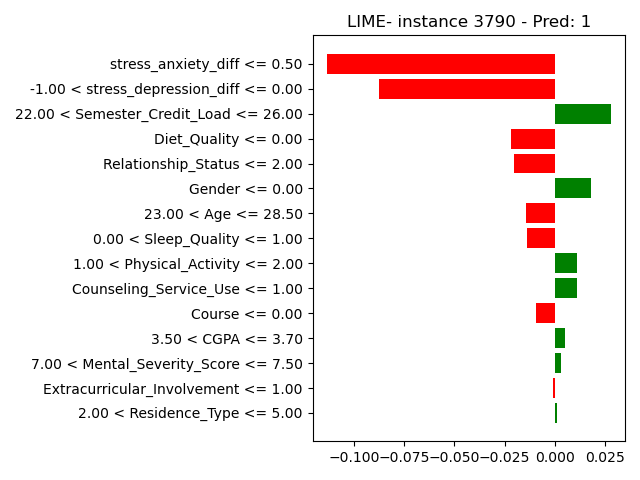 LIME- instance 3790 - Pred: 1
stress_anxiety_diff <= 0.50
-1.00 < stress_depression_diff <= 0.00
22.00 < Semester_Credit_Load <= 26.00
Diet_Quality <= 0.00
Relationship_Status <= 2.00
Gender <= 0.00
23.00 < Age <= 28.50
0.00 < Sleep_Quality <= 1.00
1.00 < Physical_Activity <= 2.00
Counseling_Service_Use <= 1.00
Course <= 0.00
3.50 < CGPA <= 3.70
7.00 < Mental_Severity_Score <= 7.50
Extracurricular_Involvement <= 1.00
2.00 < Residence_Type <= 5.00
−0.100 −0.075 −0.050 −0.025 0.000 0.025